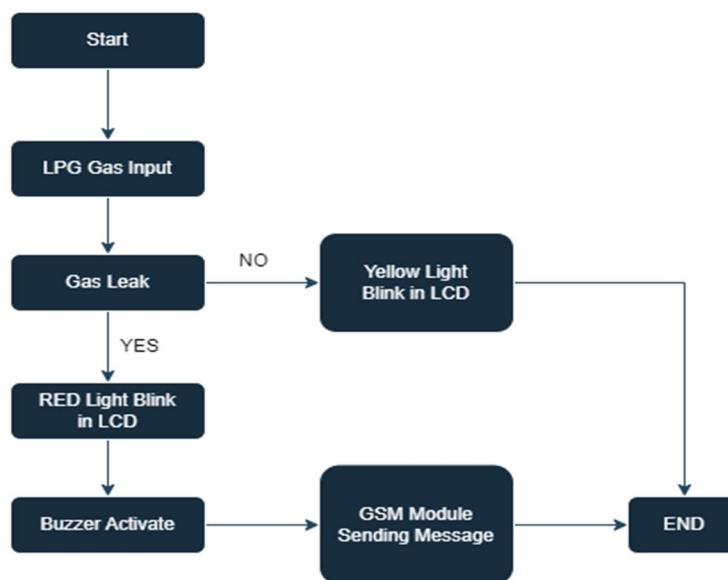 Start
LPG Gas Input
Gas Leak
NO
Yellow Light
Blink in LCD
YES
RED Light Blink
in LCD
Buzzer Activate
GSM Module
Sending Message
END